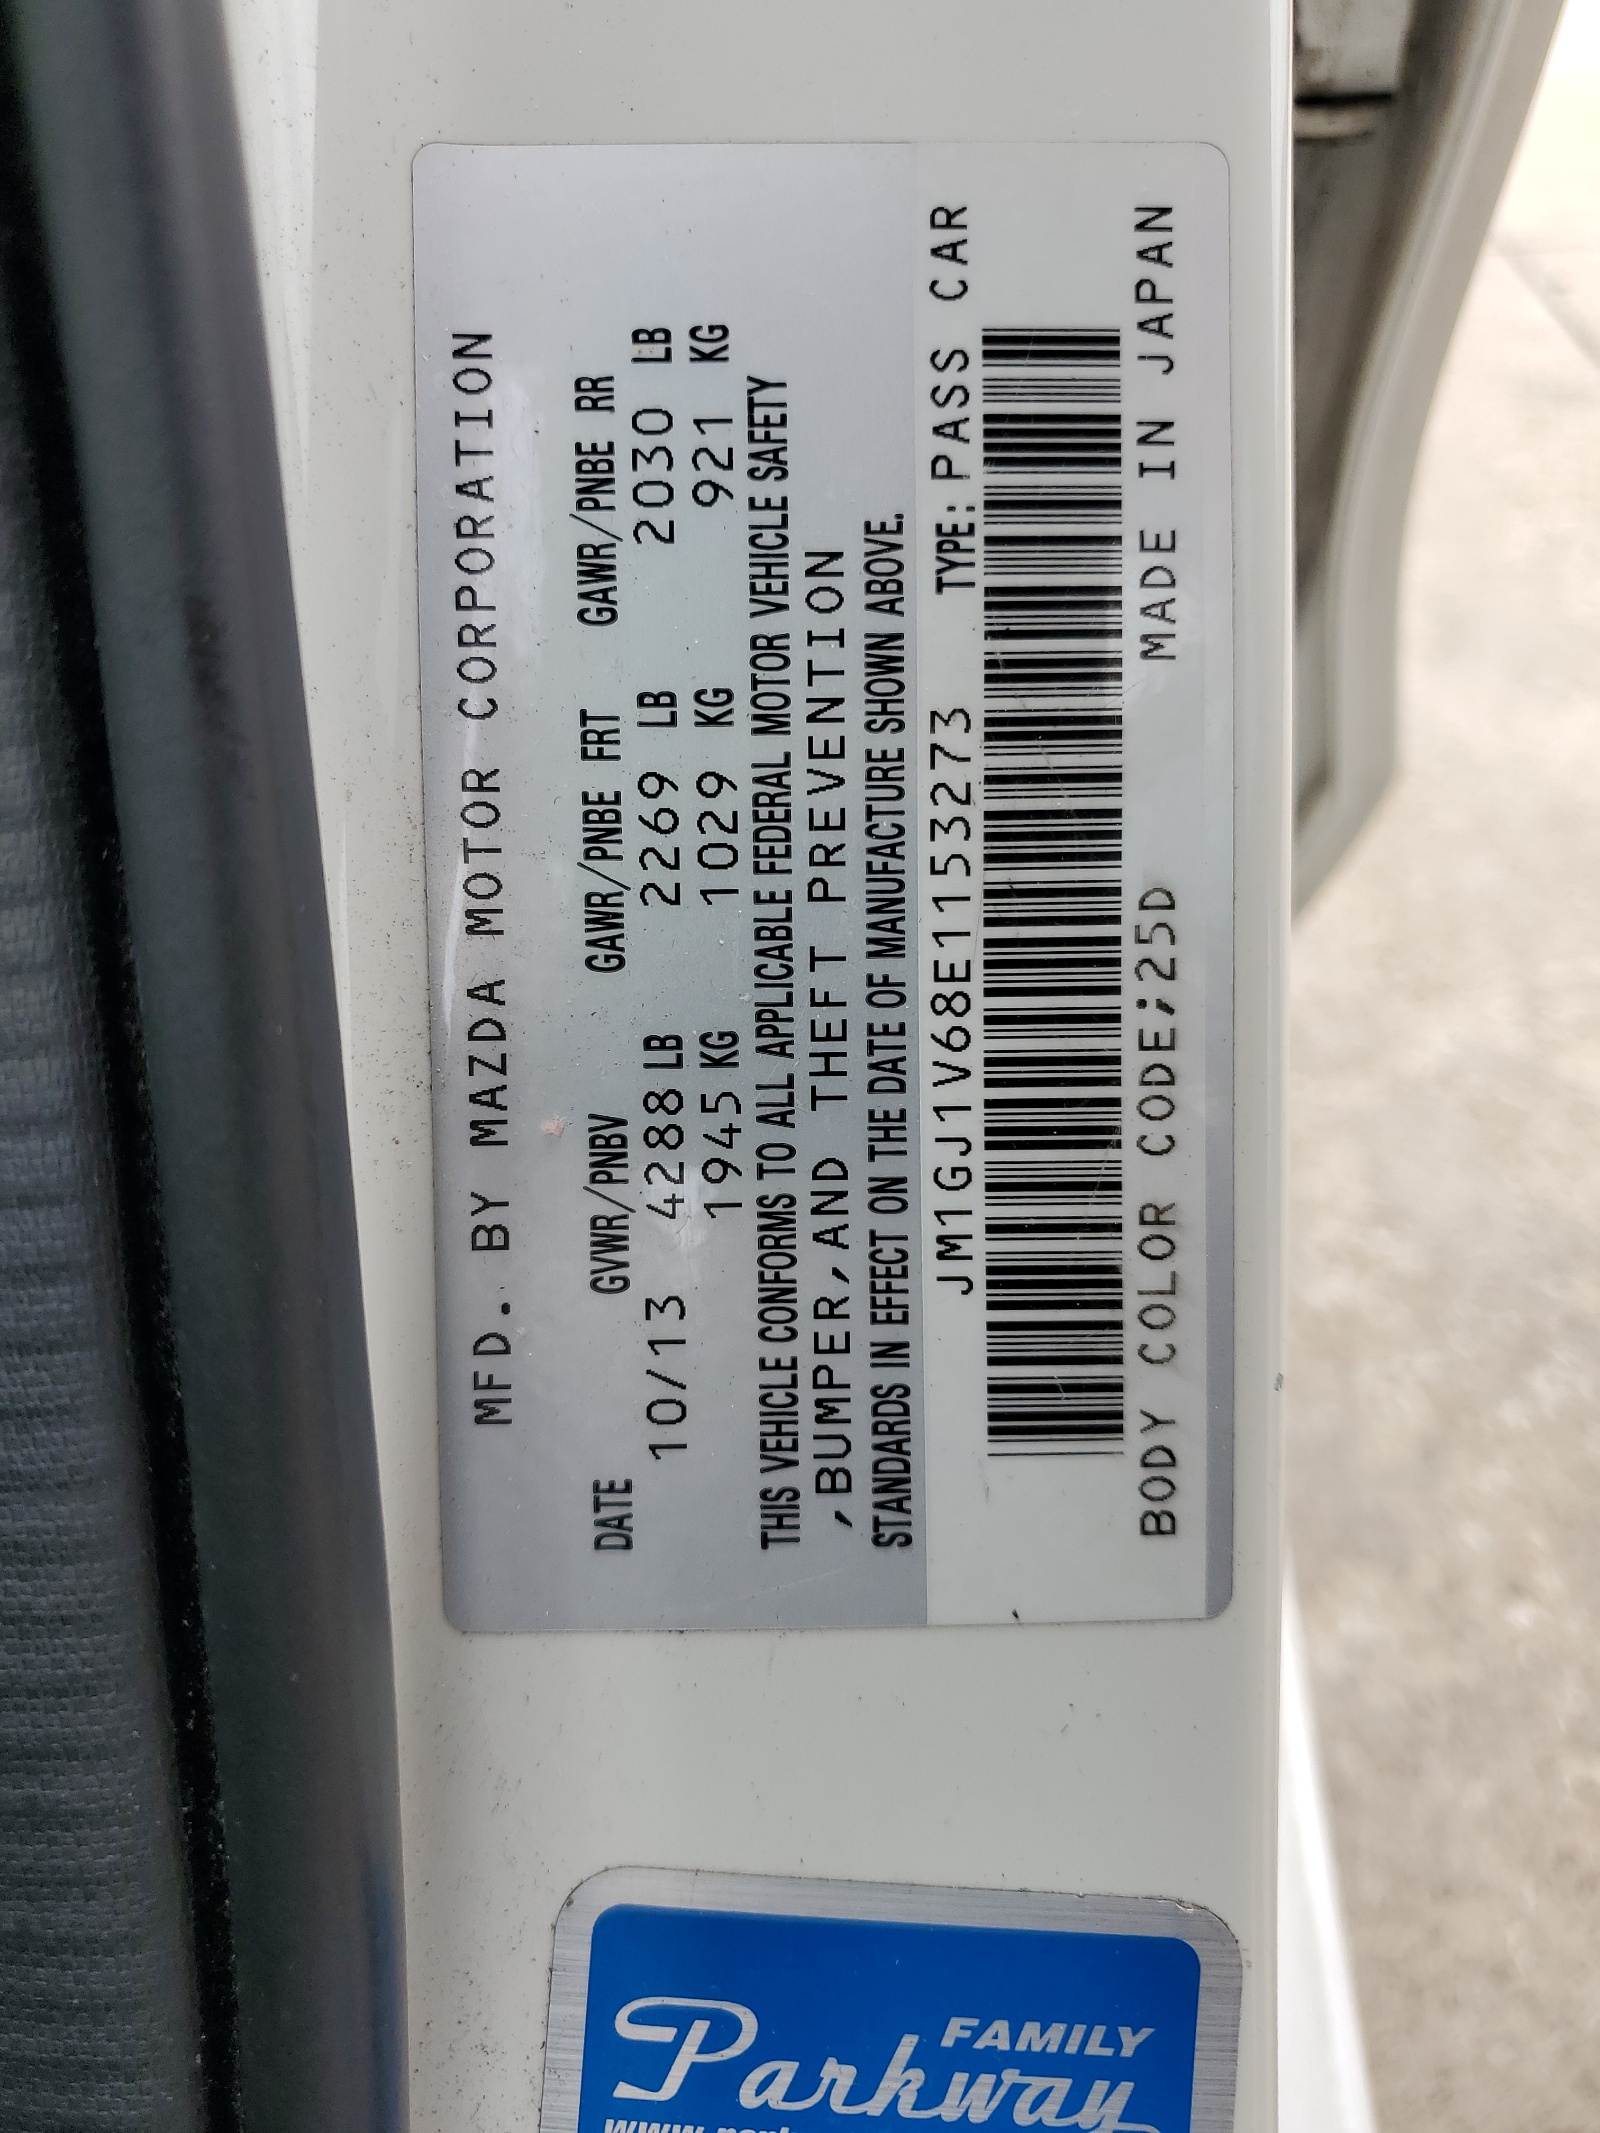 MFD. BY MAZDA MOTOR CORPORATION
DATE GVWR/PNBV GAWR/PNBE FRT GAWR/PNBE RR
10/13 4288 LB 2269 LB 2030 LB
1945 KG 1029 KG 921 KG
THIS VEHICLE CONFORMS TO ALL APPLICABLE FEDERAL MOTOR VEHICLE SAFETY
,BUMPER,AND THEFT PREVENTION
STANDARDS IN EFFECT ON THE DATE OF MANUFACTURE SHOWN ABOVE.
JM1GJ1V68E1153273 TYPE: PASS CAR
BODY COLOR CODE;25D MADE IN JAPAN
Parkway
FAMILY